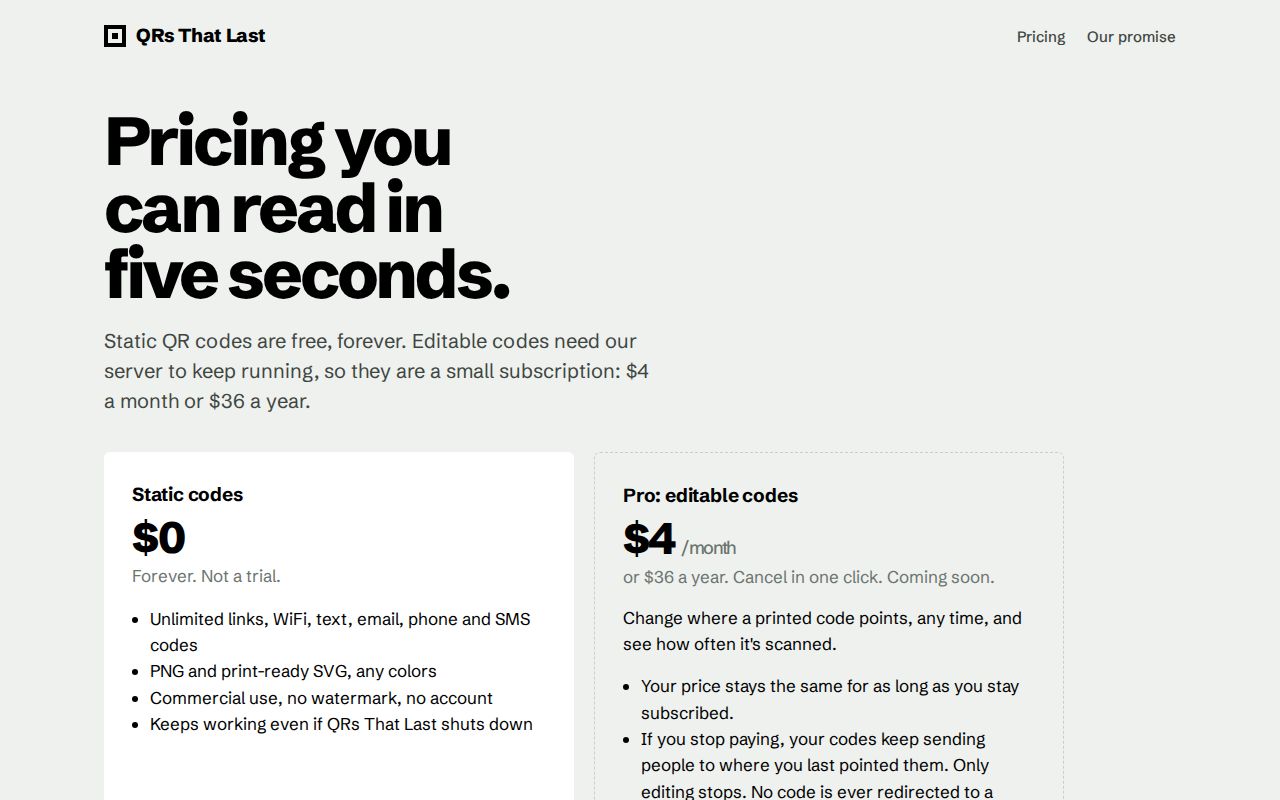 QRs That Last
Pricing Our promise
Pricing you
can read in
five seconds.
Static QR codes are free, forever. Editable codes need our
server to keep running, so they are a small subscription: $4
a month or $36 a year.
Static codes
$0
Forever. Not a trial.
• Unlimited links, WiFi, text, email, phone and SMS
codes
• PNG and print-ready SVG, any colors
• Commercial use, no watermark, no account
• Keeps working even if QRs That Last shuts down
Pro: editable codes
$4 /month
or $36 a year. Cancel in one click. Coming soon.
Change where a printed code points, any time, and
see how often it's scanned.
• Your price stays the same for as long as you stay
subscribed.
• If you stop paying, your codes keep sending
people to where you last pointed them. Only
editing stops. No code is ever redirected to a